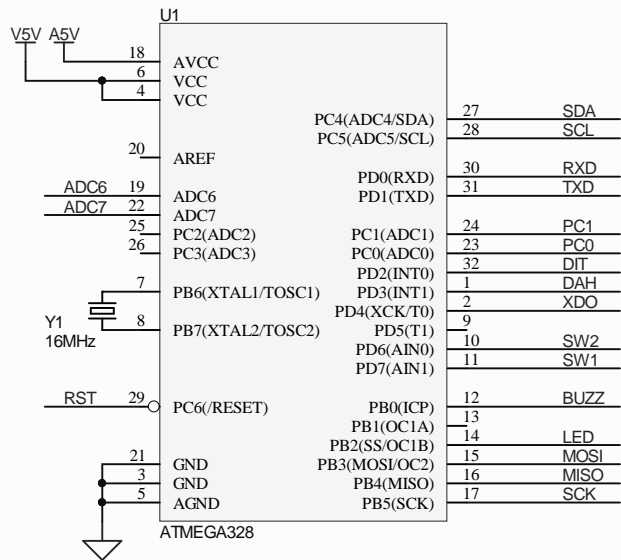 U1
V5V A5V
18 AVCC
6 VCC
4 VCC
PC4(ADC4/SDA) 27 SDA
PC5(ADC5/SCL) 28 SCL
20 AREF
PD0(RXD) 30 RXD
ADC6 19 ADC6 PD1(TXD) 31 TXD
ADC7 22 ADC7
25 PC2(ADC2) PC1(ADC1) 24 PC1
26 PC3(ADC3) PC0(ADC0) 23 PC0
PD2(INT0) 32 DIT
7 PB6(XTAL1/TOSC1) PD3(INT1) 1 DAH
PD4(XCK/T0) 2 XDO
Y1
16MHz
8 PB7(XTAL2/TOSC2) PD5(T1) 9
PD6(AIN0) 10 SW2
PD7(AIN1) 11 SW1
RST 29 PC6(/RESET) PB0(ICP) 12 BUZZ
PB1(OC1A) 13
PB2(SS/OC1B) 14 LED
21 GND PB3(MOSI/OC2) 15 MOSI
3 GND PB4(MISO) 16 MISO
5 AGND PB5(SCK) 17 SCK
ATMEGA328